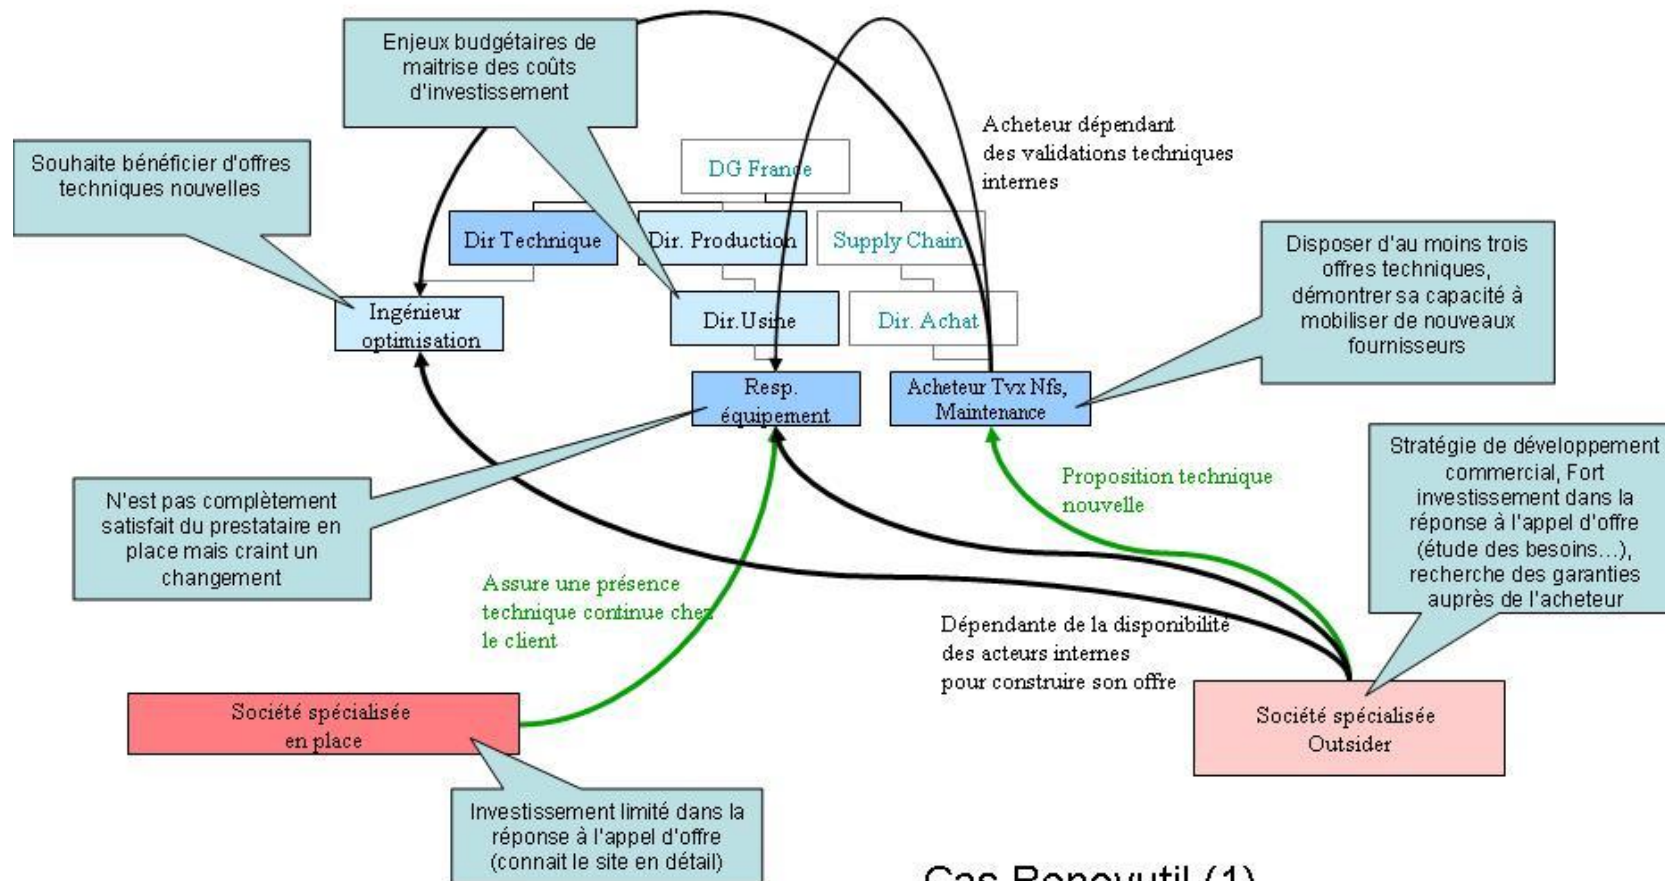 Enjeux budgétaires de
maitrise des coûts
d'investissement
Acheteur dépendant
des validations techniques
internes
Souhaite bénéficier d'offres
techniques nouvelles
DG France
Dir Technique
Dir. Production
Supply Chain
Disposer d'au moins trois
offres techniques,
démontrer sa capacité à
mobiliser de nouveaux
fournisseurs
Ingénieur
optimisation
Dir.Usine
Dir. Achat
Resp.
équipement
Acheteur Tvx Nfs,
Maintenance
Stratégie de développement
commercial, Fort
investissement dans la
réponse à l'appel d'offre
(étude des besoins...),
recherche des garanties
auprès de l'acheteur
N'est pas complètement
satisfait du prestataire en
place mais craint un
changement
Proposition technique
nouvelle
Assure une présence
technique continue chez
le client
Dépendante de la disponibilité
des acteurs internes
pour construire son offre
Société spécialisée
en place
Société spécialisée
Outsider
Investissement limité dans la
réponse à l'appel d'offre
(connait le site en détail)
Cas Renovutil (1)